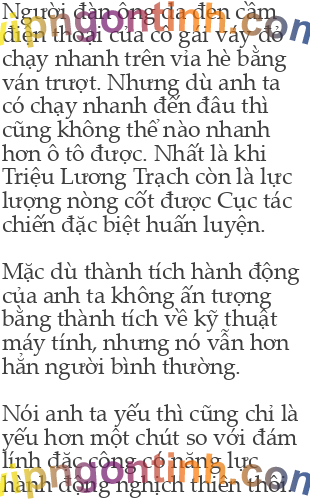 Người đàn ông da đen cầm
điện thoại của cô gái váy đỏ
chạy nhanh trên vỉa hè bằng
ván trượt. Nhưng dù anh ta
có chạy nhanh đến đâu thì
cũng không thể nào nhanh
hơn ô tô được. Nhất là khi
Triệu Lương Trạch còn là lực
lượng nòng cốt được Cục tác
chiến đặc biệt huấn luyện.
Mặc dù thành tích hành động
của anh ta không ấn tượng
bằng thành tích về kỹ thuật
máy tính, nhưng nó vẫn hơn
hẳn người bình thường.
Nói anh ta yếu thì cũng chỉ là
yếu hơn một chút so với đám
lính đặc công có năng lực
hành động nghịch thiên thôi